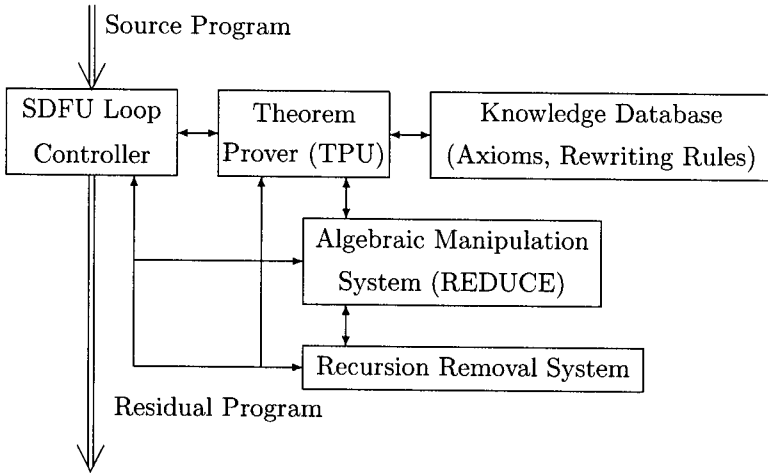 Source Program
SDFU Loop
Controller
Theorem
Prover (TPU)
Knowledge Database
(Axioms, Rewriting Rules)
Algebraic Manipulation
System (REDUCE)
Recursion Removal System
Residual Program